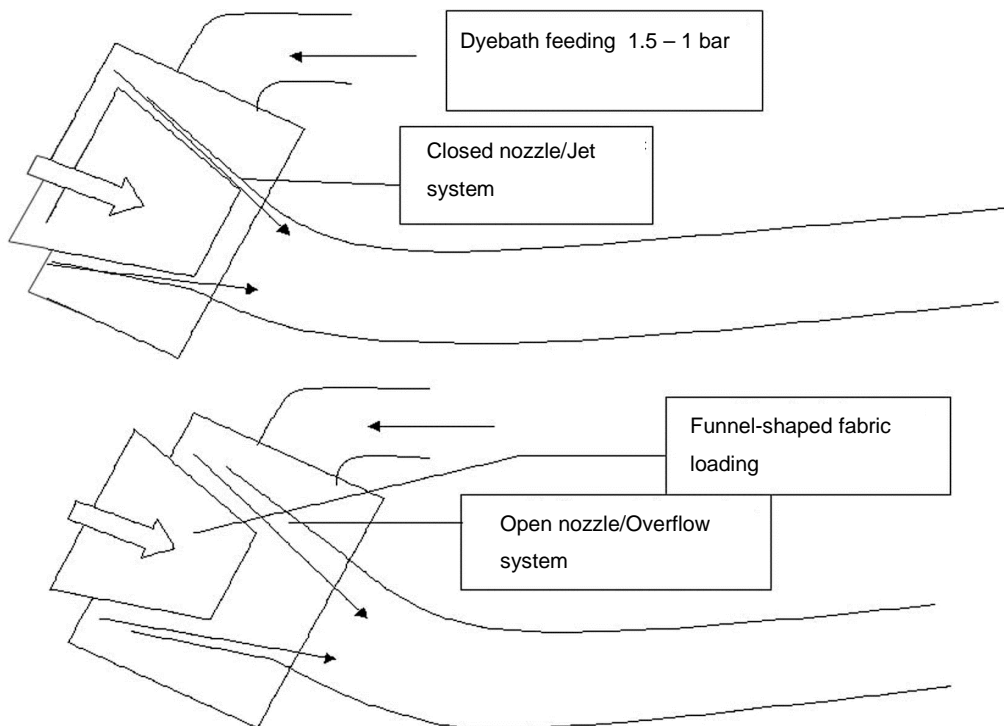 Dyebath feeding 1.5 – 1 bar
Closed nozzle/Jet :
system
Funnel-shaped fabric
loading
Open nozzle/Overflow
system